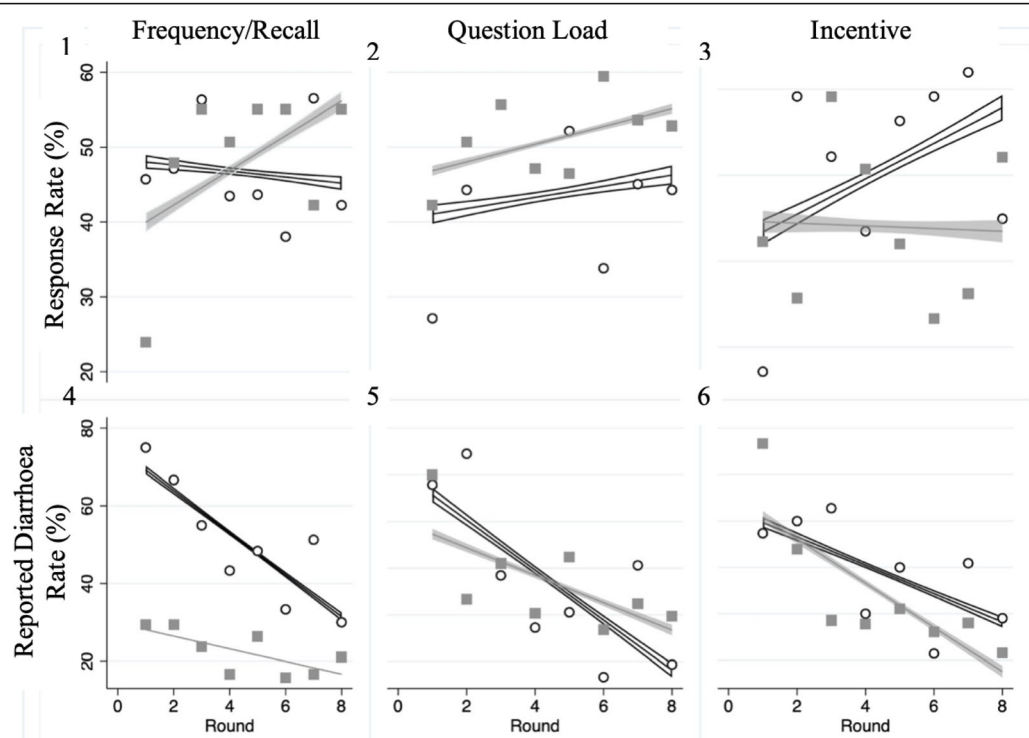 Frequency/Recall
Question Load
Incentive
1
2
3
Response Rate (%)
60
50
40
30
20
4
5
6
Reported Diarrhoea
Rate (%)
80
60
40
20
0 2 4 6 8
0 2 4 6 8
0 2 4 6 8
Round
Round
Round